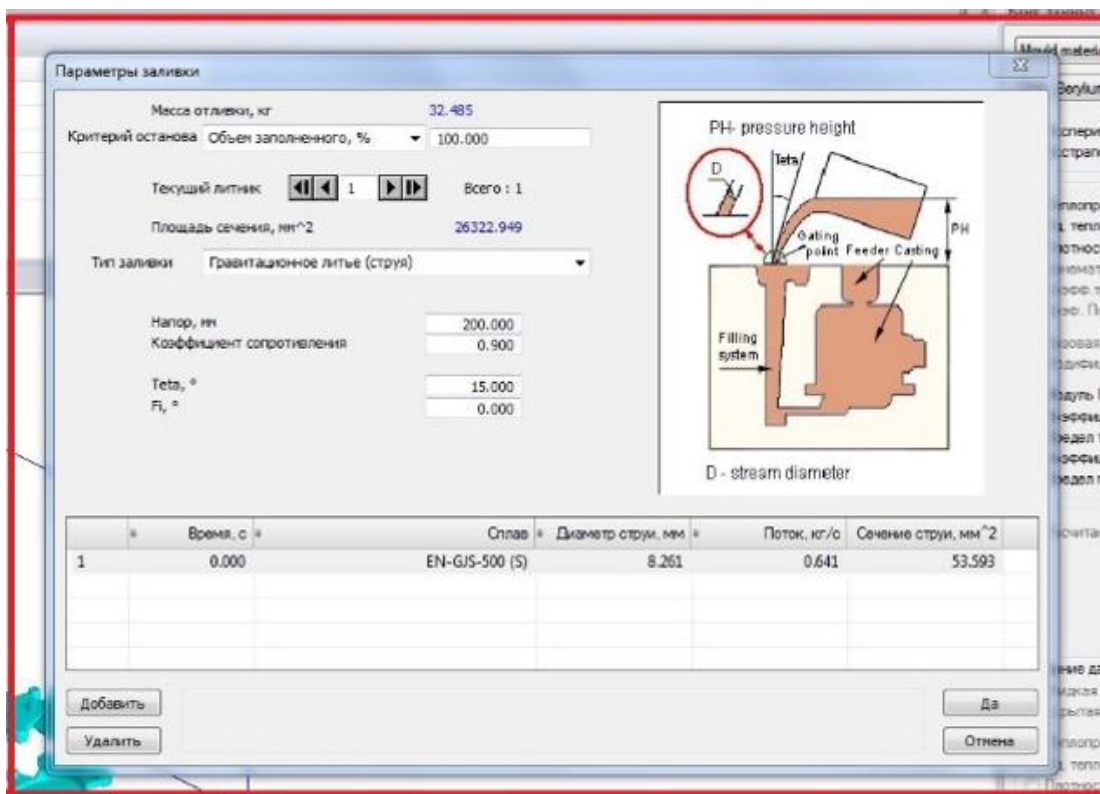 Mould materi
Параметры заливки
Масса отливки, кг 32.485
Критерий останова Объем заполненного, % 100.000
Текущий литник 1 Всего : 1
Площадь сечения, мм^2 26322.949
Тип заливки Гравитационное литье (струя)
Напор, мм 200.000
Коэффициент сопротивления 0.900
Teta, ° 15.000
Fi, ° 0.000
PH- pressure height
D
Teta
PH
Gating point
Feeder Casting
Filling system
D - stream diameter
Время, с Сплав Диаметр струи, мм Поток, кг/с Сечение струи, мм^2
1 0.000 EN-GJS-500 (S) 8.261 0.641 53.593
Добавить Да
Удалить Отмена